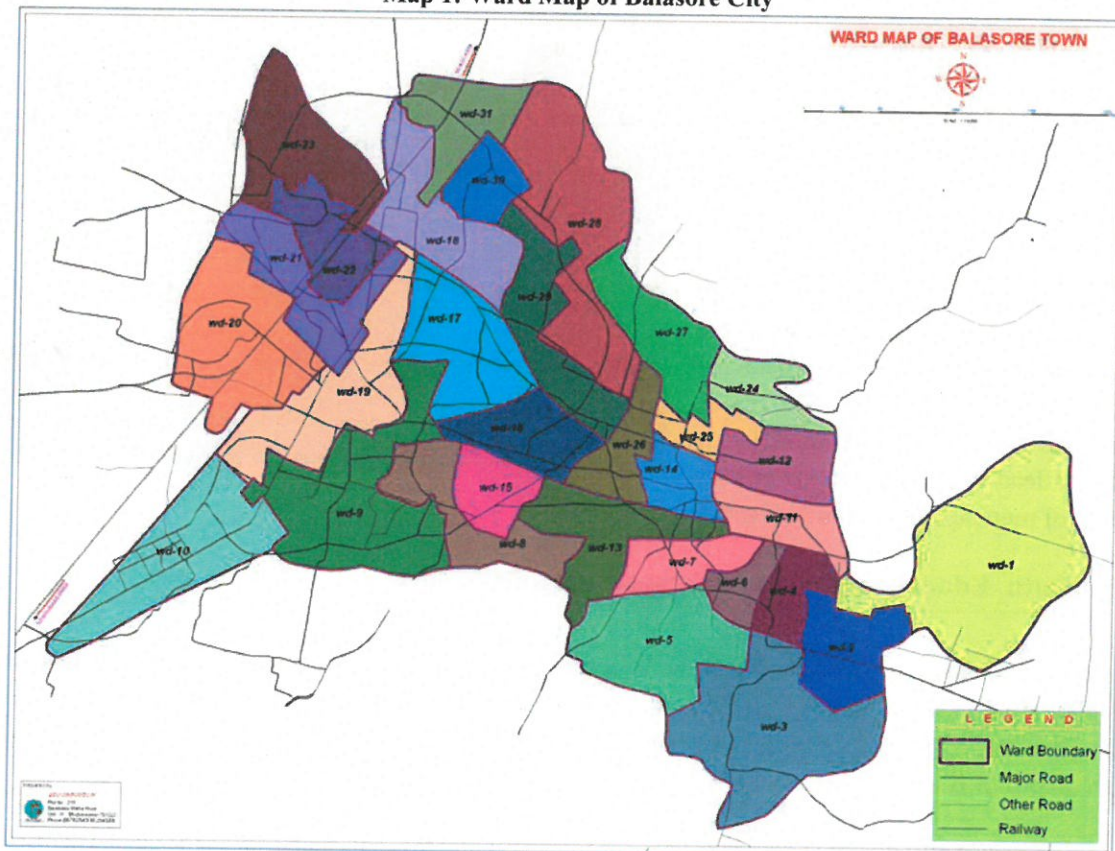 Map 1: Ward Map of Balasore City
WARD MAP OF BALASORE TOWN
N
E
wd-31
wd-23
wd-30
wd-28
wd-18
wd-21
wd-22
wd-29
wd-17
wd-20
wd-27
wd-24
wd-19
wd-16
wd-25
wd-26
wd-12
wd-14
wd-15
wd-11
wd-9
wd-10
wd-8
wd-13
wd-7
wd-1
wd-6
wd-4
wd-5
wd-2
wd-3
LEGEND
Ward Boundary
Major Road
Other Road
Railway